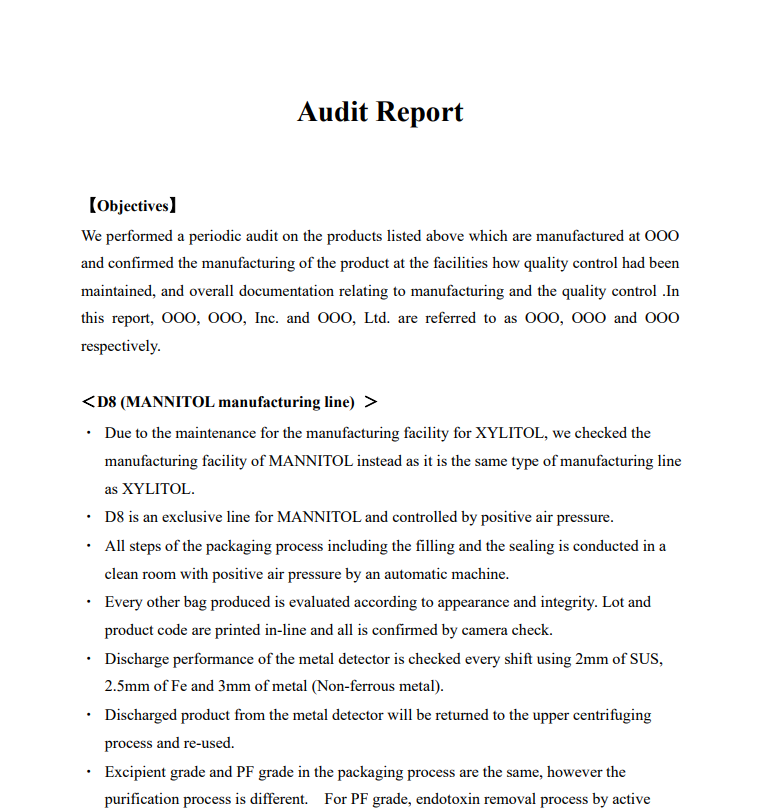 Audit Report
【Objectives】
We performed a periodic audit on the products listed above which are manufactured at OOO
and confirmed the manufacturing of the product at the facilities how quality control had been
maintained, and overall documentation relating to manufacturing and the quality control .In
this report, OOO, OOO, Inc. and OOO, Ltd. are referred to as OOO, OOO and OOO
respectively.
＜D8 (MANNITOL manufacturing line) ＞
・ Due to the maintenance for the manufacturing facility for XYLITOL, we checked the
manufacturing facility of MANNITOL instead as it is the same type of manufacturing line
as XYLITOL.
・ D8 is an exclusive line for MANNITOL and controlled by positive air pressure.
・ All steps of the packaging process including the filling and the sealing is conducted in a
clean room with positive air pressure by an automatic machine.
・ Every other bag produced is evaluated according to appearance and integrity. Lot and
product code are printed in-line and all is confirmed by camera check.
・ Discharge performance of the metal detector is checked every shift using 2mm of SUS,
2.5mm of Fe and 3mm of metal (Non-ferrous metal).
・ Discharged product from the metal detector will be returned to the upper centrifuging
process and re-used.
・ Excipient grade and PF grade in the packaging process are the same, however the
purification process is different.　For PF grade, endotoxin removal process by active